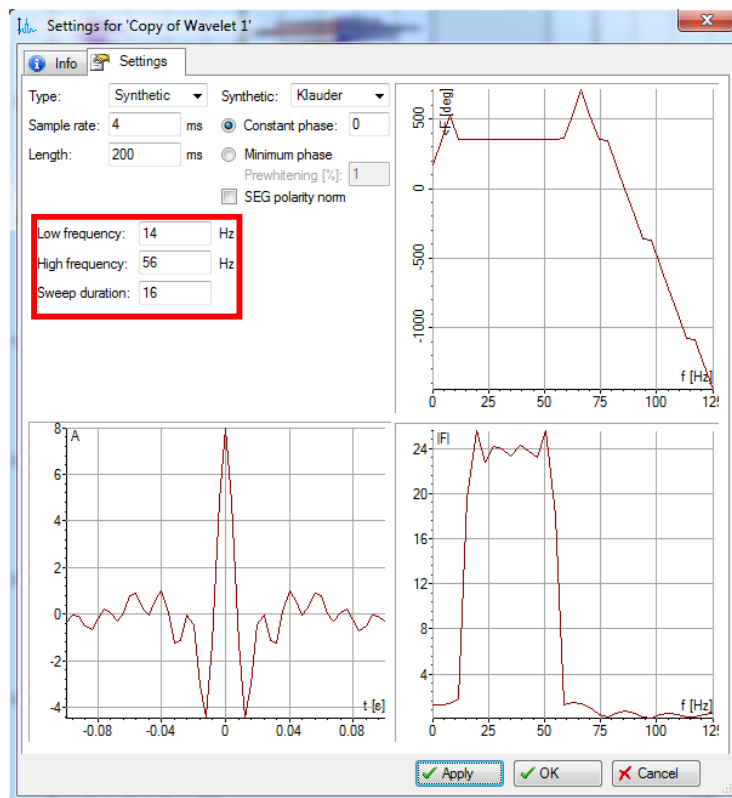 Settings for 'Copy of Wavelet 1'
x
Info Settings
Type: Synthetic Synthetic: Klauder
Sample rate: 4 ms Constant phase: 0
Length: 200 ms Minimum phase
Prewhitening [%]: 1
SEG polarity norm
Low frequency: 14 Hz
High frequency: 56 Hz
Sweep duration: 16
<F [deg]
500
0
-500
-1000
f [Hz]
0 25 50 75 100 12
A
8
6
4
2
0
-2
-4
t [s]
-0.08 -0.04 0 0.04 0.08
|F|
24
20
16
12
8
4
f [Hz]
0 25 50 75 100 12
Apply OK Cancel